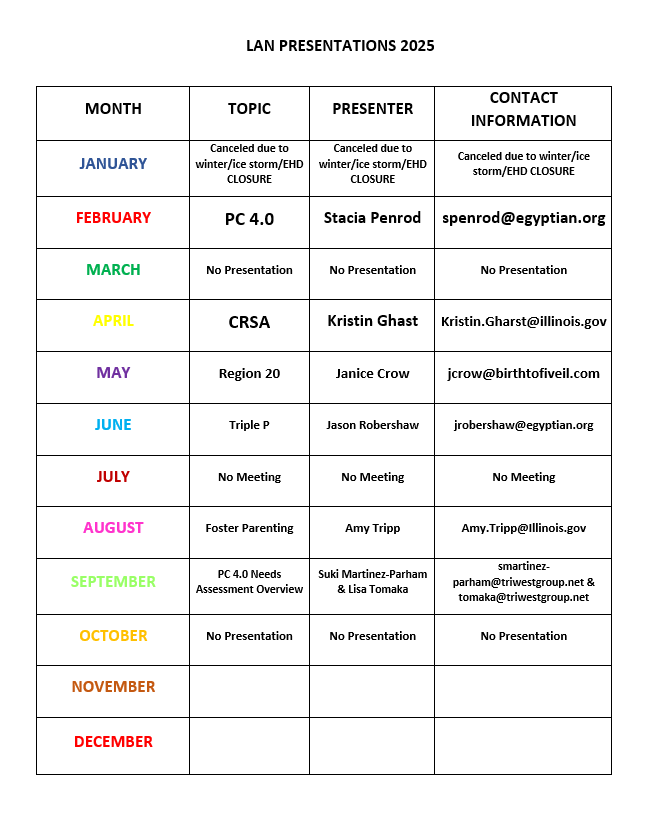 LAN PRESENTATIONS 2025
MONTH
TOPIC
PRESENTER
CONTACT
INFORMATION
JANUARY
Canceled due to
winter/ice storm/EHD
CLOSURE
Canceled due to
winter/ice storm/EHD
CLOSURE
Canceled due to winter/ice
storm/EHD CLOSURE
FEBRUARY
PC 4.0
Stacia Penrod
spenrod@egyptian.org
MARCH
No Presentation
No Presentation
No Presentation
APRIL
CRSA
Kristin Ghast
Kristin.Gharst@illinois.gov
MAY
Region 20
Janice Crow
jcrow@birthtofiveil.com
JUNE
Triple P
Jason Robershaw
jrobershaw@egyptian.org
JULY
No Meeting
No Meeting
No Meeting
AUGUST
Foster Parenting
Amy Tripp
Amy.Tripp@Illinois.gov
SEPTEMBER
PC 4.0 Needs
Assessment Overview
Suki Martinez-Parham
& Lisa Tomaka
smartinez-
parham@triwestgroup.net &
tomaka@triwestgroup.net
OCTOBER
No Presentation
No Presentation
No Presentation
NOVEMBER
DECEMBER